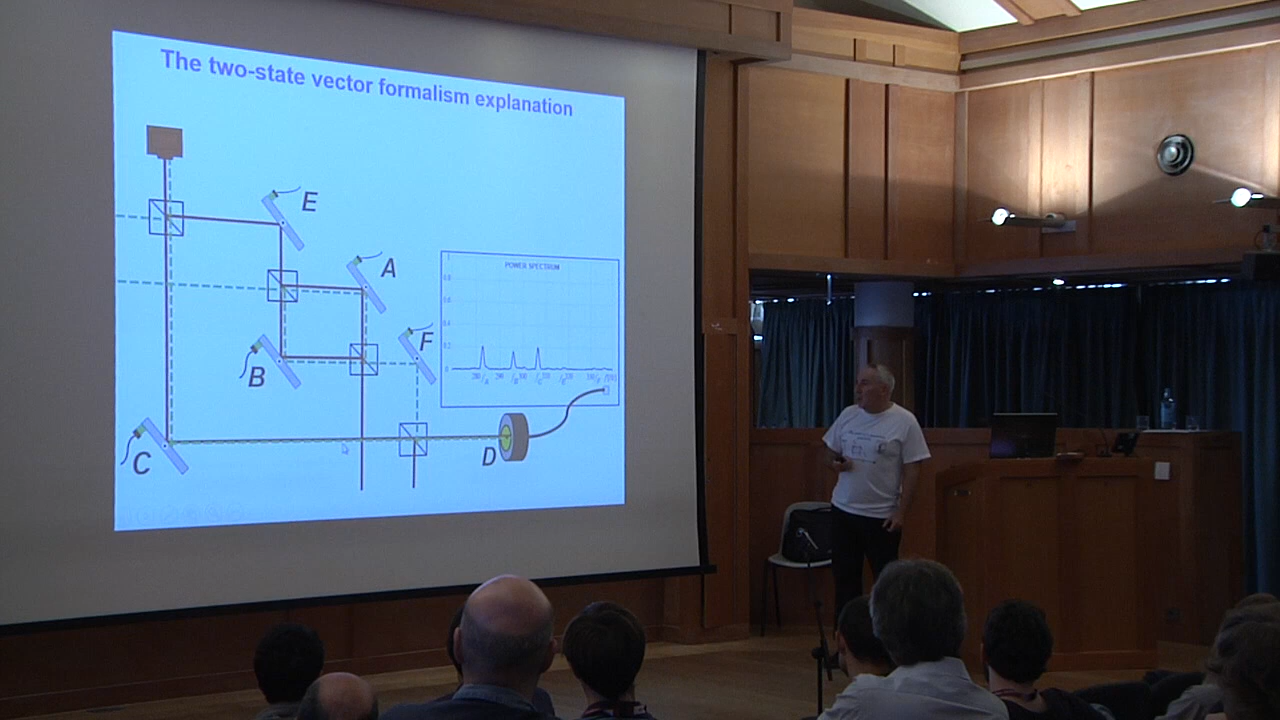 The two-state vector formalism explanation
E
A
POWER SPECTRUM
F
B
C
D